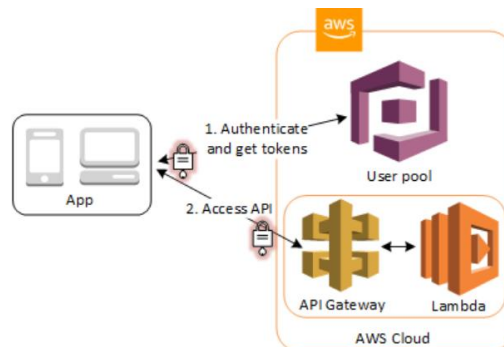 aws
1. Authenticate
and get tokens
User pool
App
2. Access API
API Gateway
Lambda
AWS Cloud